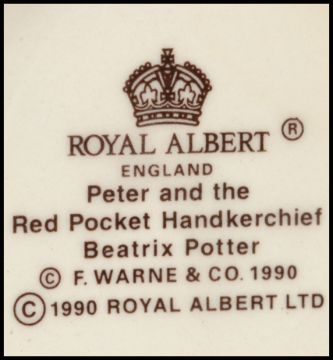 ROYAL ALBERT ®
ENGLAND
Peter and the
Red Pocket Handkerchief
Beatrix Potter
© F. WARNE & CO. 1990
© 1990 ROYAL ALBERT LTD